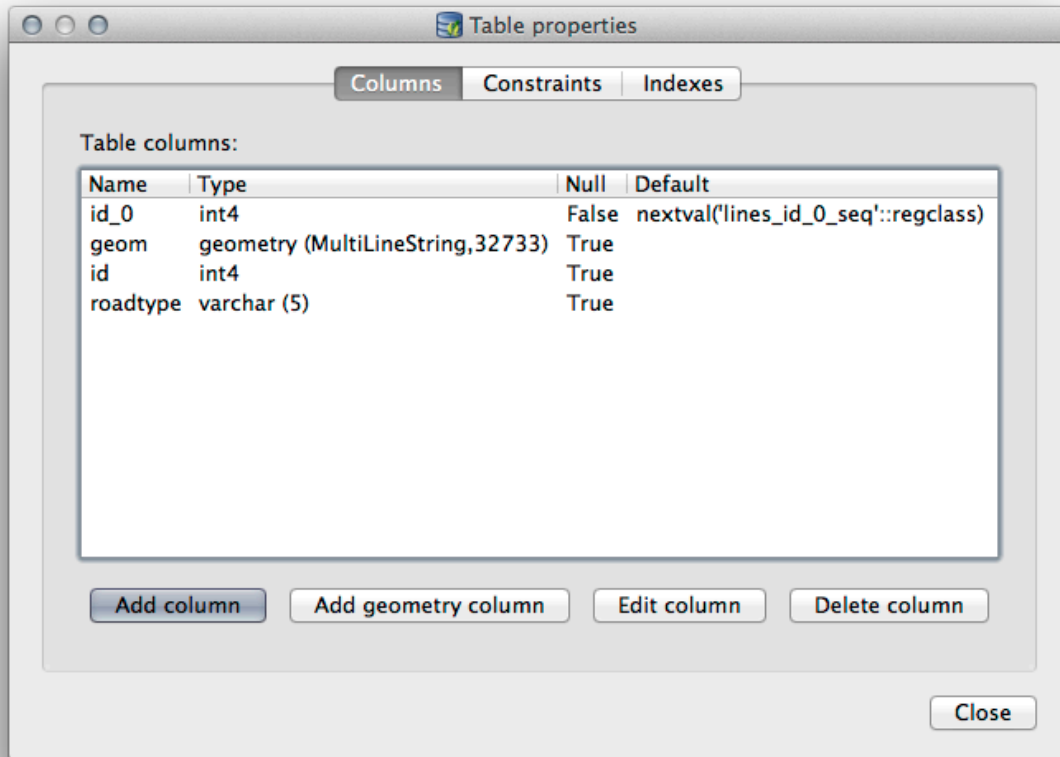 Table properties
Columns Constraints Indexes
Table columns:
Name Type Null Default
id_0 int4 False nextval('lines_id_0_seq'::regclass)
geom geometry (MultiLineString,32733) True
id int4 True
roadtype varchar (5) True
Add column Add geometry column Edit column Delete column
Close